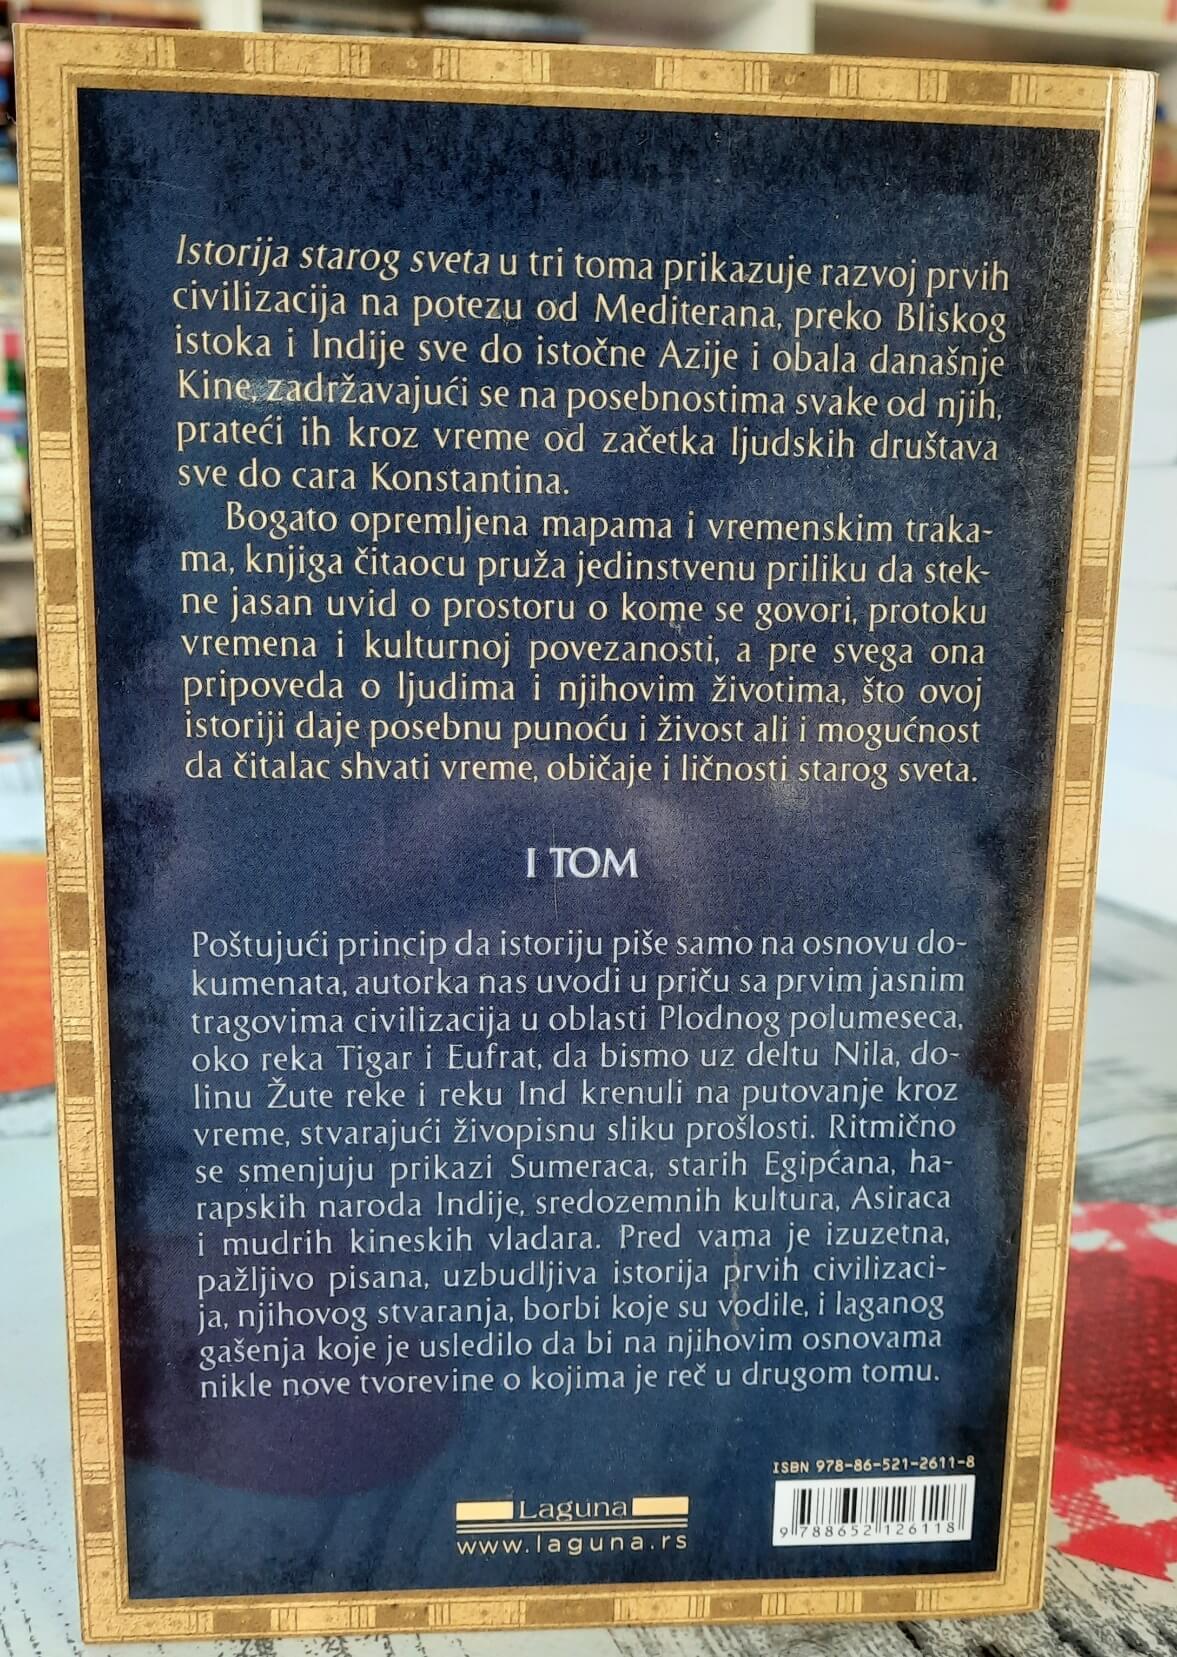 Istorija starog sveta u tri toma prikazuje razvoj prvih
civilizacija na potezu od Mediterana, preko Bliskog
istoka i Indije sve do istočne Azije i obala današnje
Kine, zadržavajući se na posebnostima svake od njih,
prateći ih kroz vreme od začetka ljudskih društava
sve do cara Konstantina.
Bogato opremljena mapama i vremenskim traka-
ma, knjiga čitaocu pruža jedinstvenu priliku da stek-
ne jasan uvid o prostoru o kome se govori, protoku
vremena i kulturnoj povezanosti, a pre svega ona
pripoveda o ljudima i njihovim životima, što ovoj
istoriji daje posebnu punoću i živost ali i mogućnost
da čitalac shvati vreme, običaje i ličnosti starog sveta.
I TOM
Poštujući princip da istoriju piše samo na osnovu do-
kumenata, autorka nas uvodi u priču sa prvim jasnim
tragovima civilizacija u oblasti Plodnog polumeseca,
oko reka Tigar i Eufrat, da bismo uz deltu Nila, do-
linu Žute reke i reku Ind krenuli na putovanje kroz
vreme, stvarajući živopisnu sliku prošlosti. Ritmično
se smenjuju prikazi Sumeraca, starih Egipćana, ha-
rapskih naroda Indije, sredozemnih kultura, Asiraca
i mudrih kineskih vladara. Pred vama je izuzetna,
pažljivo pisana, uzbudljiva istorija prvih civilizaci-
ja, njihovog stvaranja, borbi koje su vodile, i laganog
gašenja koje je usledilo da bi na njihovim osnovama
nikle nove tvorevine o kojima je reč u drugom tomu.
ISBN 978-86-521-2611-8
Laguna
www.laguna.rs
9 788652 126118